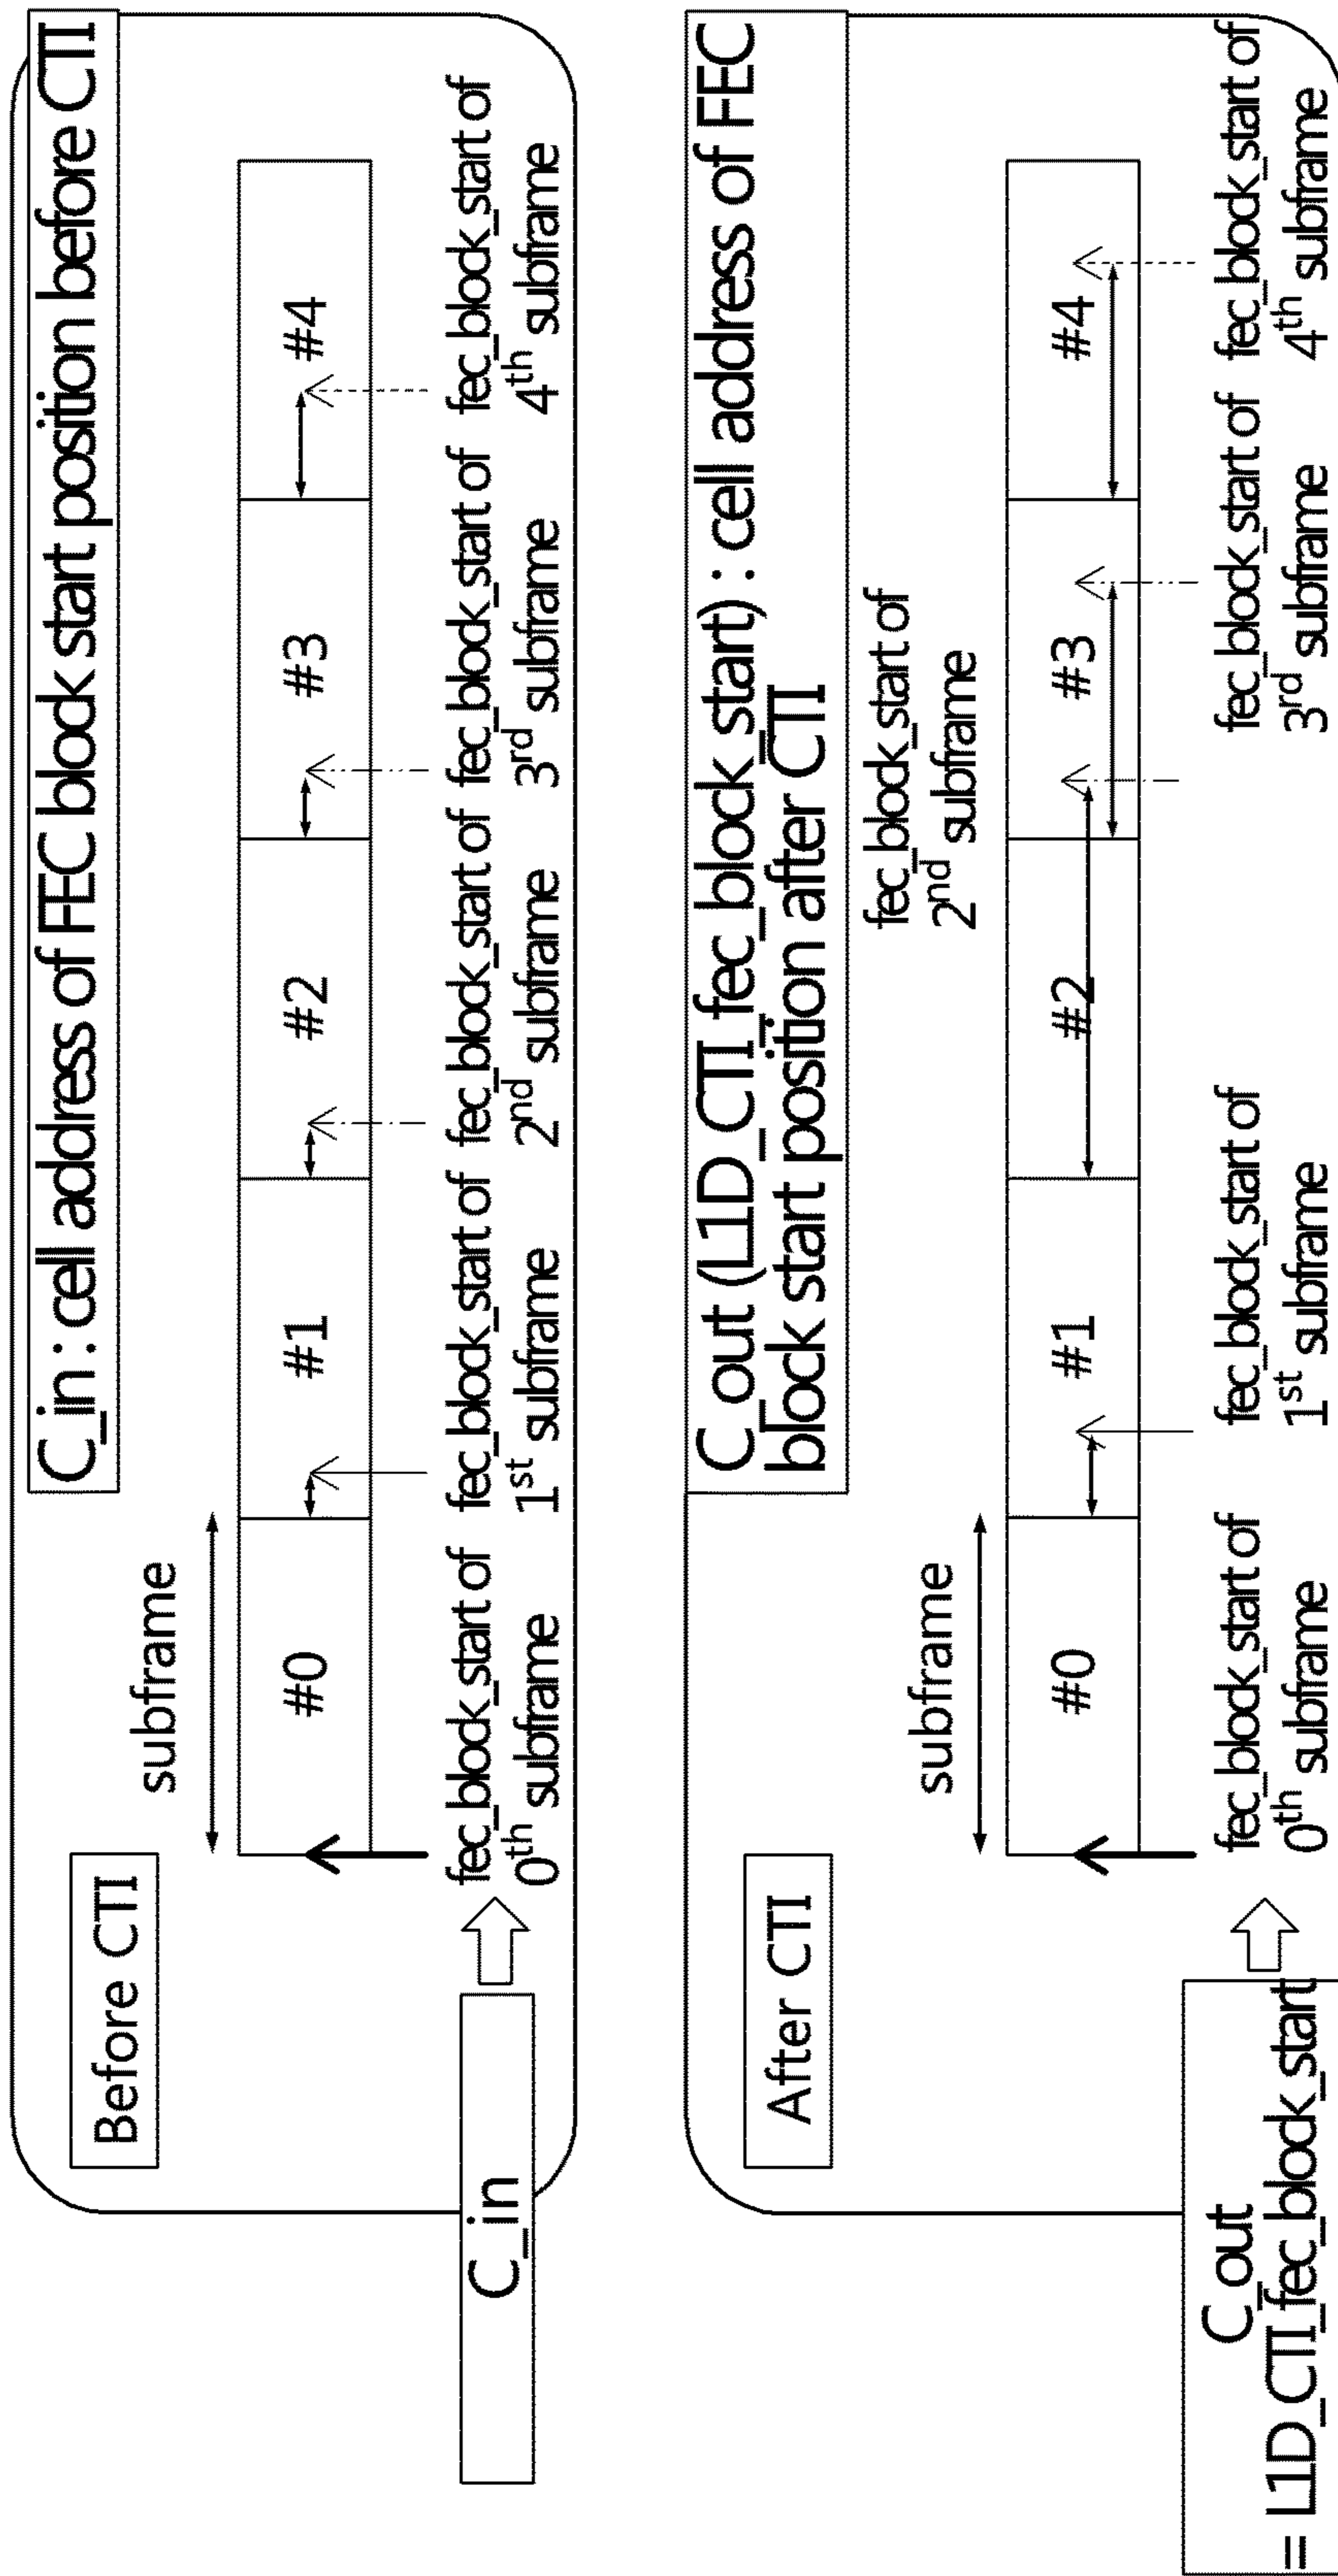 C_in : cell address of FEC block start position before CTI
Before CTI
subframe
#0
#1
#2
#3
#4
C_in
fec_block_start of
0th subframe
fec_block_start of
1st subframe
fec_block_start of
2nd subframe
fec_block_start of
3rd subframe
fec_block_start of
4th subframe
C_out (L1D_CTI_fec_block_start) : cell address of FEC
block start position after CTI
After CTI
fec_block_start of
2nd subframe
subframe
#0
#1
#2
#3
#4
C_out
= L1D_CTI_fec_block_start
fec_block_start of
0th subframe
fec_block_start of
1st subframe
fec_block_start of
3rd subframe
fec_block_start of
4th subframe